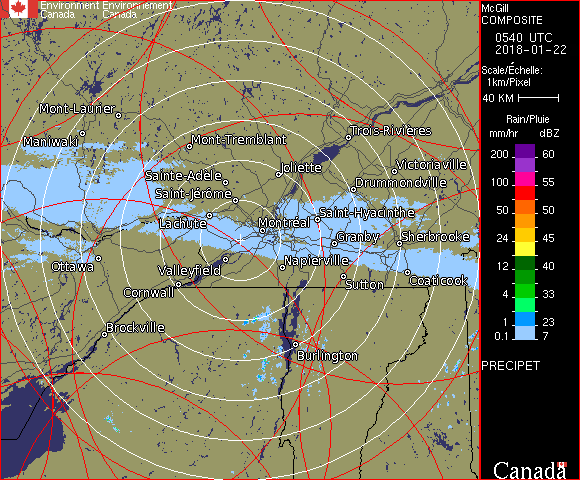 Environment Environnement
Canada Canada
Mont-Laurier
Maniwaki
Mont-Tremblant
Trois-Rivières
Sainte-Adèle
Joliette
Victoriaville
Saint-Jérôme
Drummondville
Lachute
Montréal
Saint-Hyacinthe
Granby
Sherbrooke
Ottawa
Valleyfield
Napierville
Cornwall
Sutton
Coaticook
Brockville
Burlington
McGill
COMPOSITE
0540 UTC
2018-01-22
Scale/Échelle:
1km/Pixel
40 KM
Rain/Pluie
mm/hr dBZ
200 60
150
100 55
50 50
24 45
12 40
4 33
1 23
0.1 7
PRECIPET
Canada